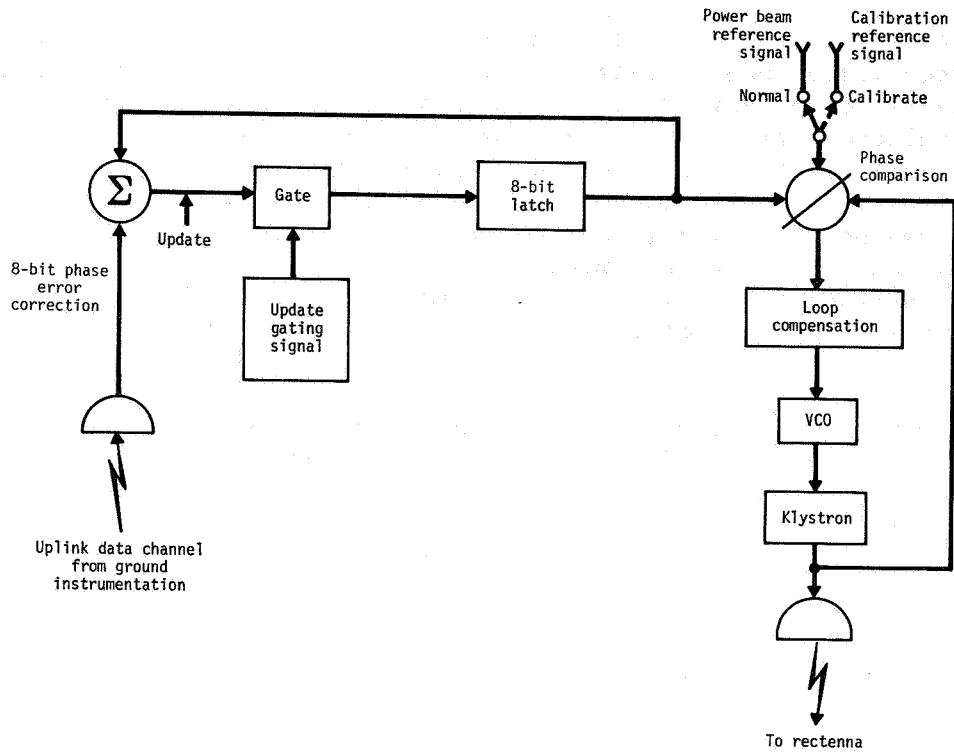 Power beam
reference
signal
Calibration
reference
signal
Normal
Calibrate
Phase
comparison
Σ
Gate
8-bit
latch
Update
8-bit phase
error
correction
Update
gating
signal
Loop
compensation
VCO
Klystron
Uplink data channel
from ground
instrumentation
To rectenna